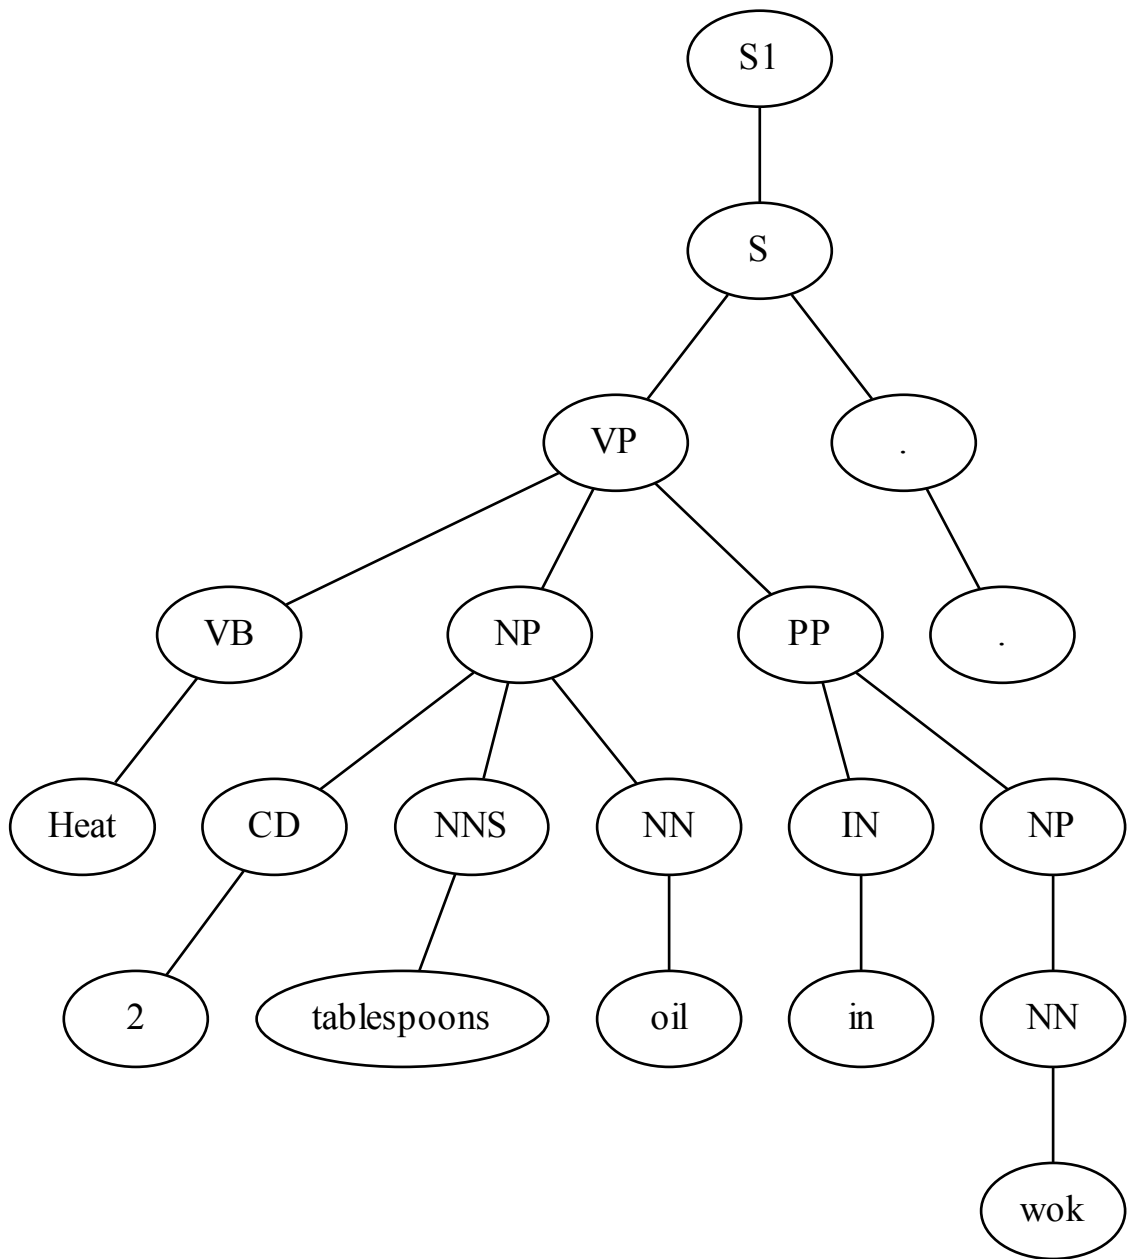 S1
S
VP .
VB NP PP .
Heat CD NNS NN IN NP
2 tablespoons oil in NN
wok